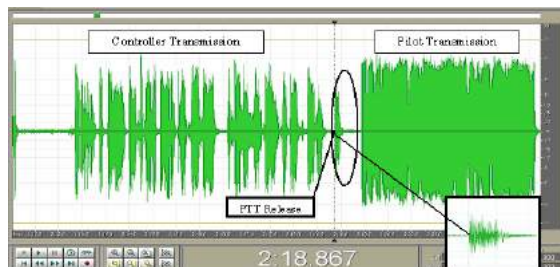 Controller Transmission
Pilot Transmission
PTT Release
2:18.867